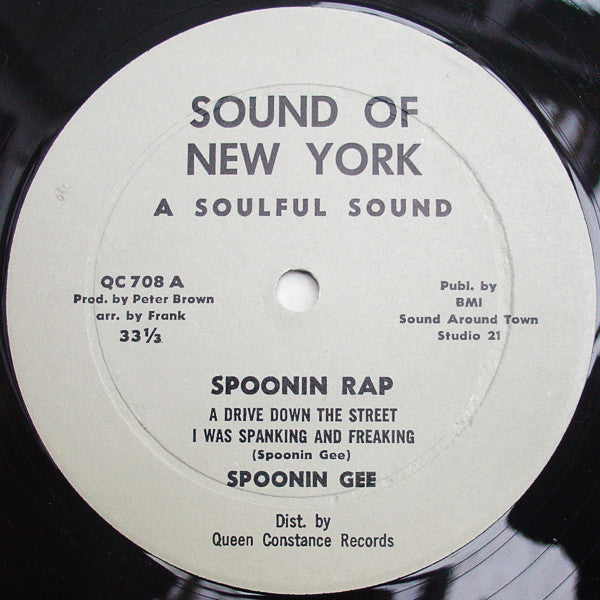 SOUND OF
NEW YORK
A SOULFUL SOUND
QC 708 A
Prod. by Peter Brown
arr. by Frank
33⅓
Publ. by
BMI
Sound Around Town
Studio 21
SPOONIN RAP
A DRIVE DOWN THE STREET
I WAS SPANKING AND FREAKING
(Spoonin Gee)
SPOONIN GEE
Dist. by
Queen Constance Records